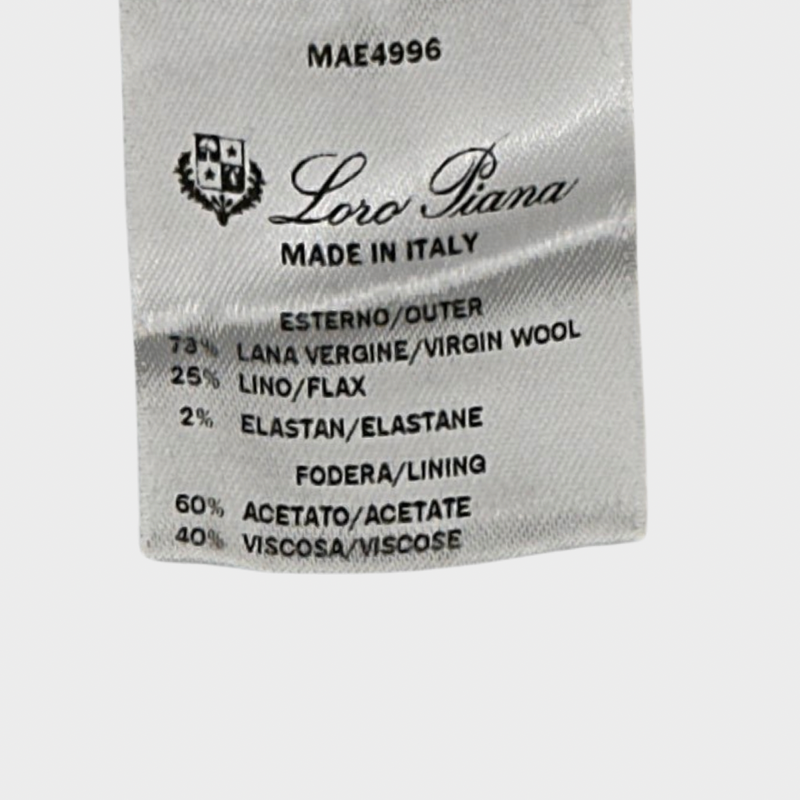 MAE4996
Loro Piana
MADE IN ITALY
ESTERNO/OUTER
73% LANA VERGINE/VIRGIN WOOL
25% LINO/FLAX
2% ELASTAN/ELASTANE
FODERA/LINING
60% ACETATO/ACETATE
40% VISCOSA/VISCOSE